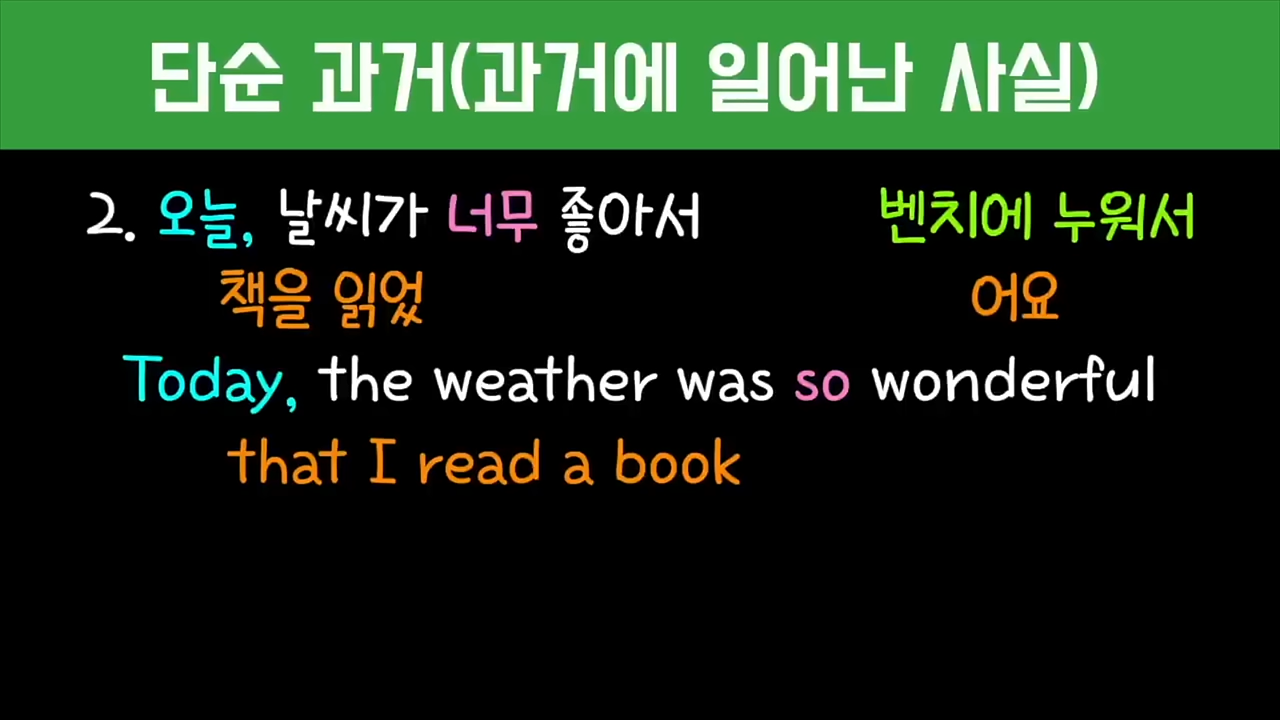 단순 과거(과거에 일어난 사실)
2. 오늘, 날씨가 너무 좋아서 벤치에 누워서
책을 읽었 어요
Today, the weather was so wonderful
that I read a book